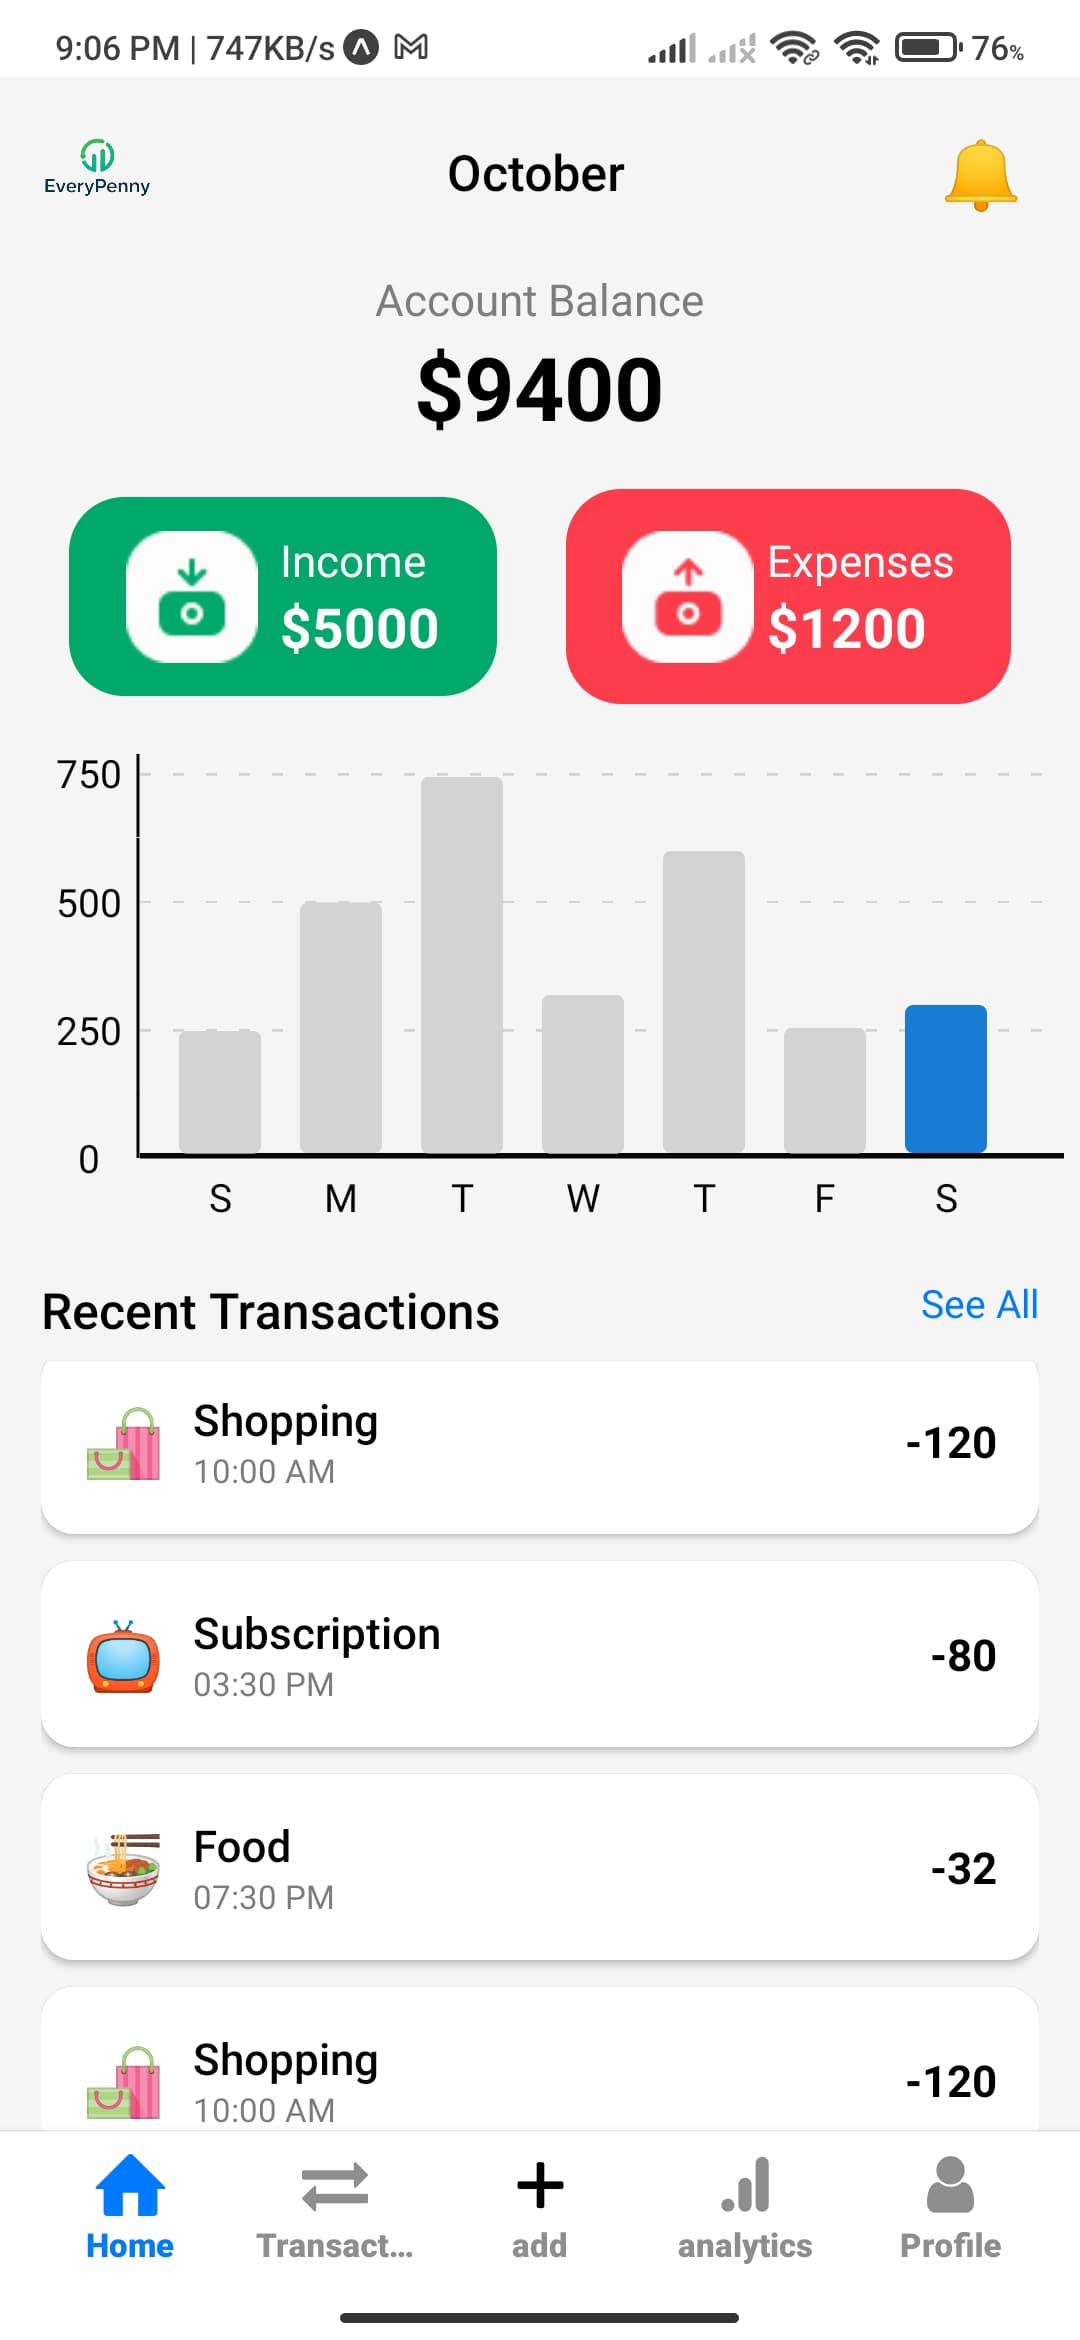 9:06 PM | 747KB/s
76%
EveryPenny
October
Account Balance
$9400
Income
$5000
Expenses
$1200
750
500
250
0
S M T W T F S
Recent Transactions
See All
Shopping
10:00 AM
-120
Subscription
03:30 PM
-80
Food
07:30 PM
-32
Shopping
10:00 AM
-120
Home
Transact...
add
analytics
Profile